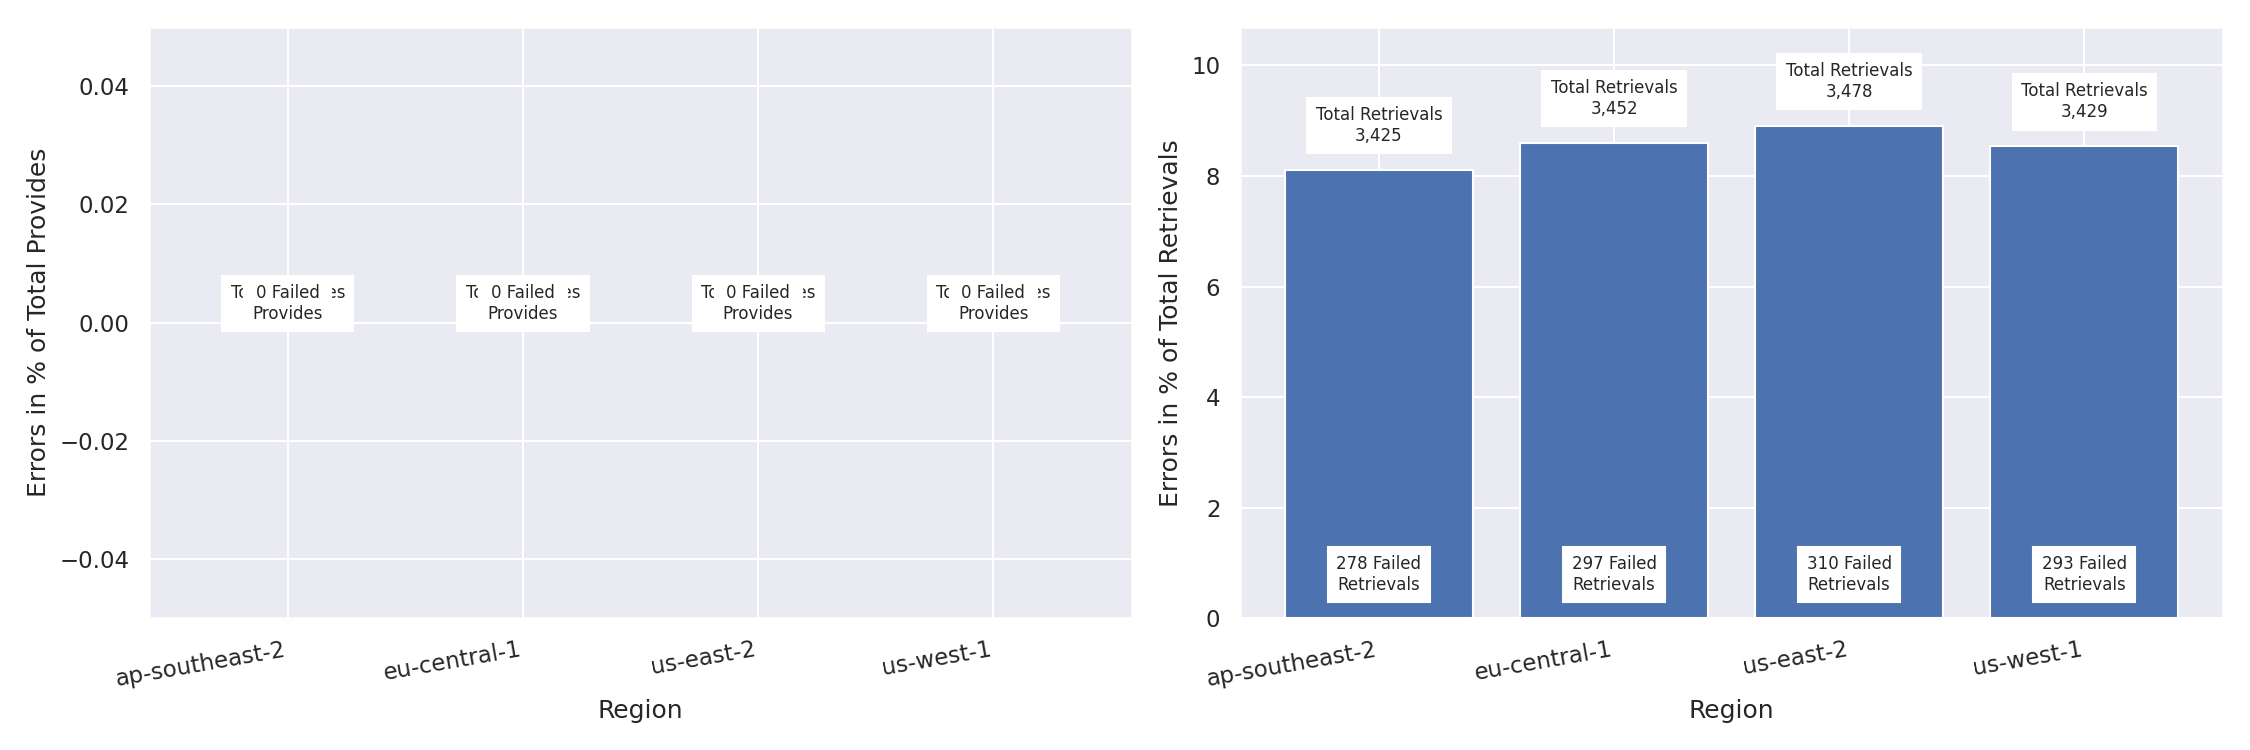 Errors in % of Total Provides
0.04
0.02
0.00
−0.02
−0.04
0 Failed
Provides
0 Failed
Provides
0 Failed
Provides
0 Failed
Provides
ap-southeast-2
eu-central-1
us-east-2
us-west-1
Region
Errors in % of Total Retrievals
10
8
6
4
2
0
Total Retrievals
3,425
Total Retrievals
3,452
Total Retrievals
3,478
Total Retrievals
3,429
278 Failed
Retrievals
297 Failed
Retrievals
310 Failed
Retrievals
293 Failed
Retrievals
ap-southeast-2
eu-central-1
us-east-2
us-west-1
Region